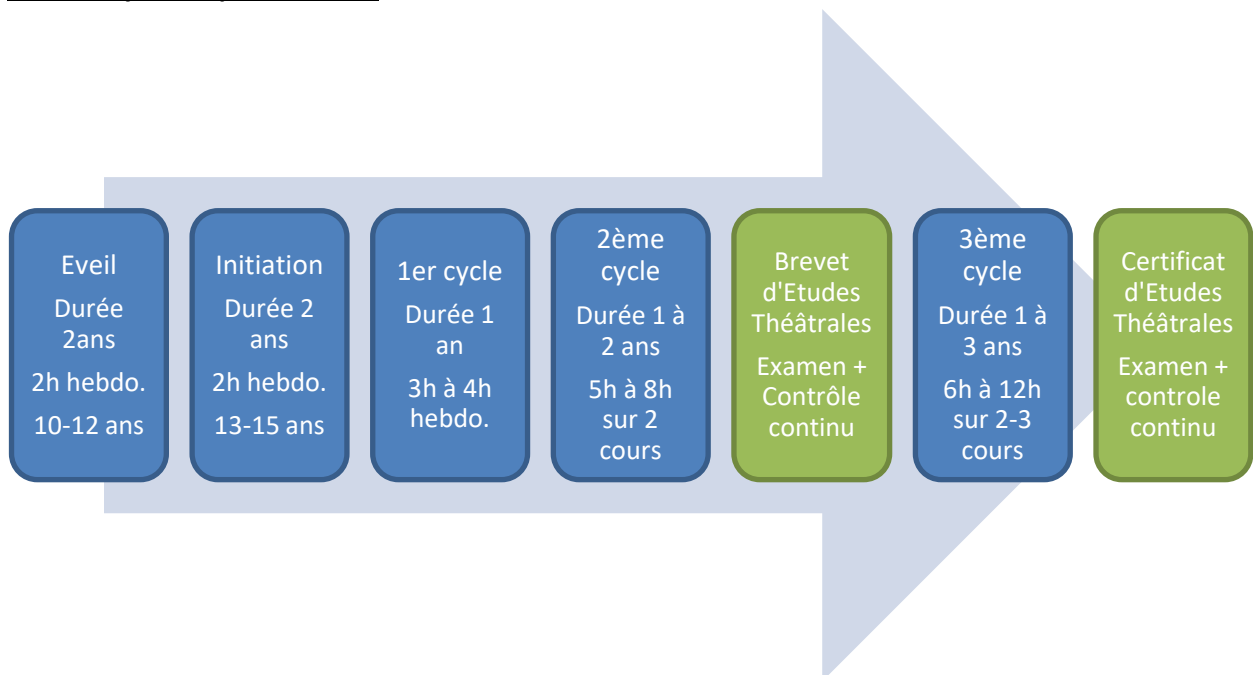 Eveil
Durée
2ans
2h hebdo.
10-12 ans
Initiation
Durée 2
ans
2h hebdo.
13-15 ans
1er cycle
Durée 1
an
3h à 4h
hebdo.
2ème
cycle
Durée 1 à
2 ans
5h à 8h
sur 2
cours
Brevet
d'Etudes
Théâtrales
Examen +
Contrôle
continu
3ème
cycle
Durée 1 à
3 ans
6h à 12h
sur 2-3
cours
Certificat
d'Etudes
Théâtrales
Examen +
controle
continu